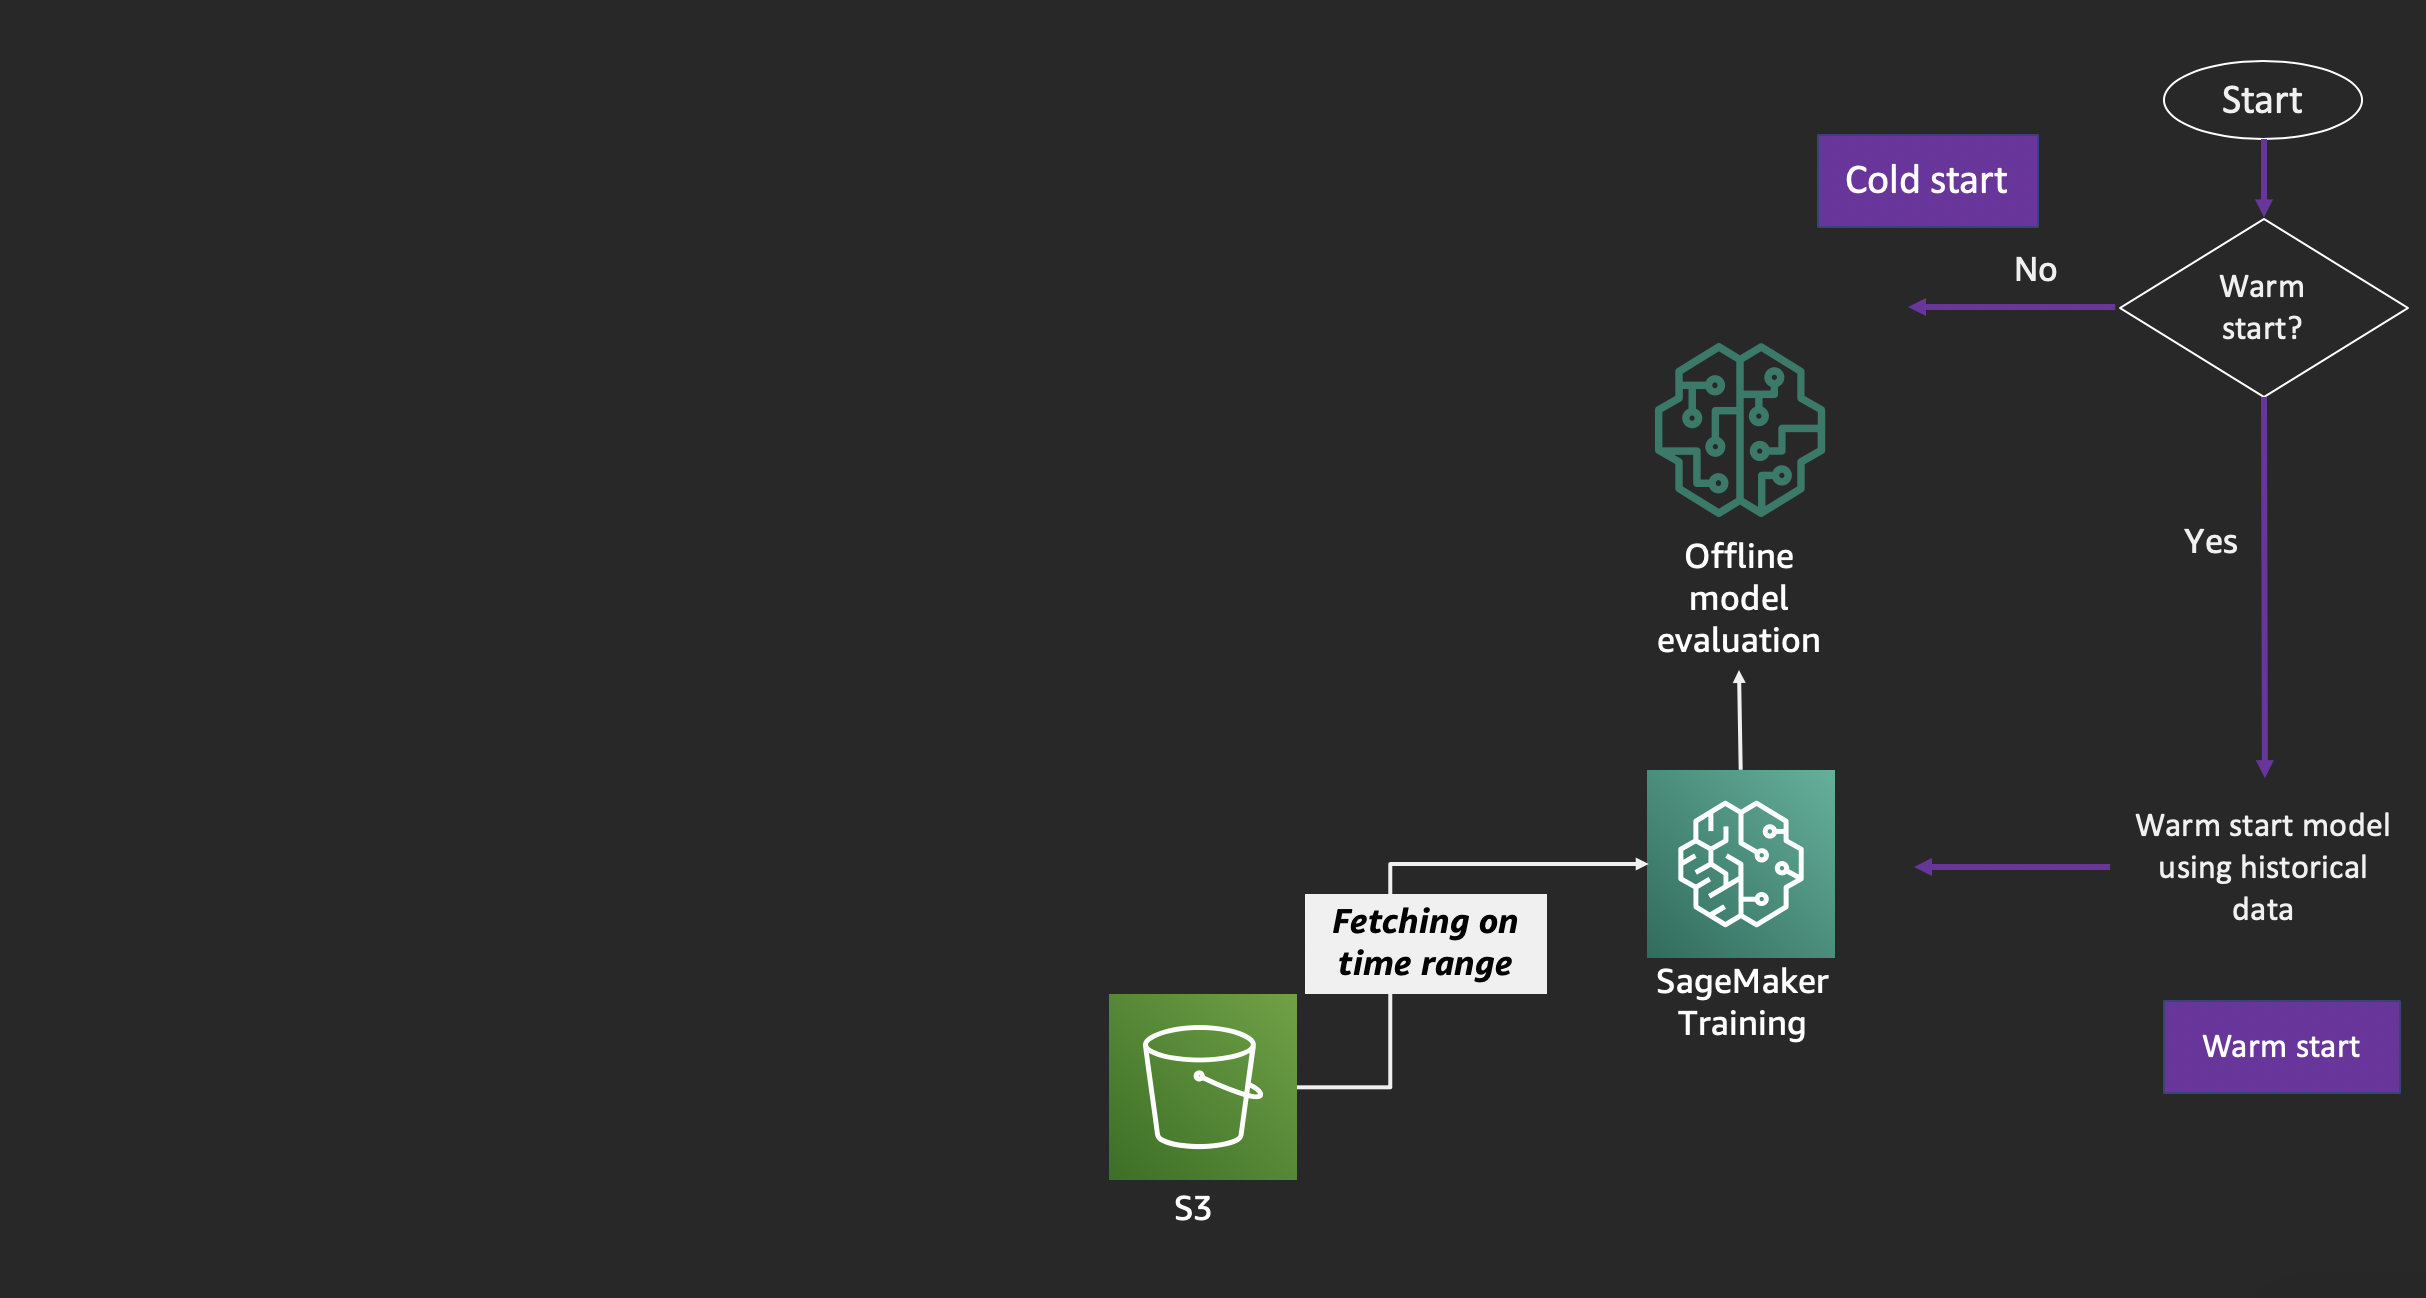 Start
Cold start
No
Warm
start?
Offline
model
evaluation
Yes
Warm start model
using historical
data
Fetching on
time range
SageMaker
Training
Warm start
S3